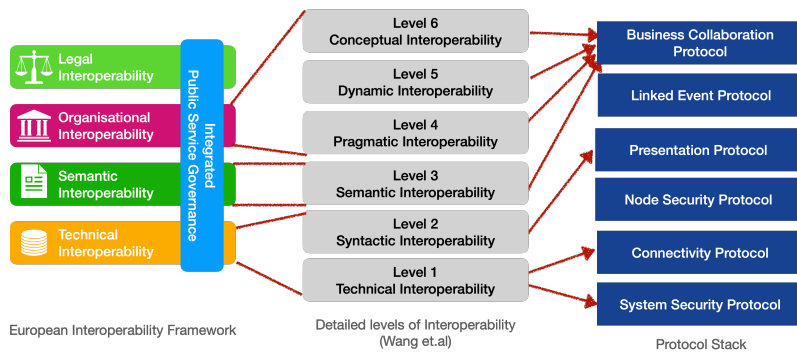 Legal
Interoperability
Organisational
Interoperability
Semantic
Interoperability
Technical
Interoperability
Integrated
Public Service Governance
European Interoperability Framework
Level 6
Conceptual Interoperability
Level 5
Dynamic Interoperability
Level 4
Pragmatic Interoperability
Level 3
Semantic Interoperability
Level 2
Syntactic Interoperability
Level 1
Technical Interoperability
Detailed levels of Interoperability
(Wang et.al)
Business Collaboration
Protocol
Linked Event Protocol
Presentation Protocol
Node Security Protocol
Connectivity Protocol
System Security Protocol
Protocol Stack